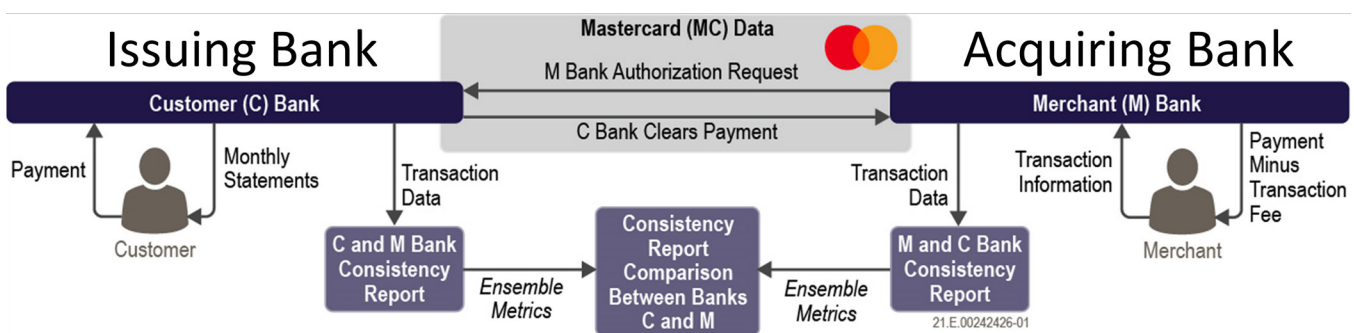 Issuing Bank
Mastercard (MC) Data
Acquiring Bank
M Bank Authorization Request
Customer (C) Bank
Merchant (M) Bank
C Bank Clears Payment
Payment
Monthly
Statements
Customer
Transaction
Data
Transaction
Data
Transaction
Information
Payment
Minus
Transaction
Fee
Merchant
C and M Bank
Consistency
Report
Ensemble
Metrics
Consistency
Report
Comparison
Between Banks
C and M
Ensemble
Metrics
M and C Bank
Consistency
Report
21.E.00242426-01